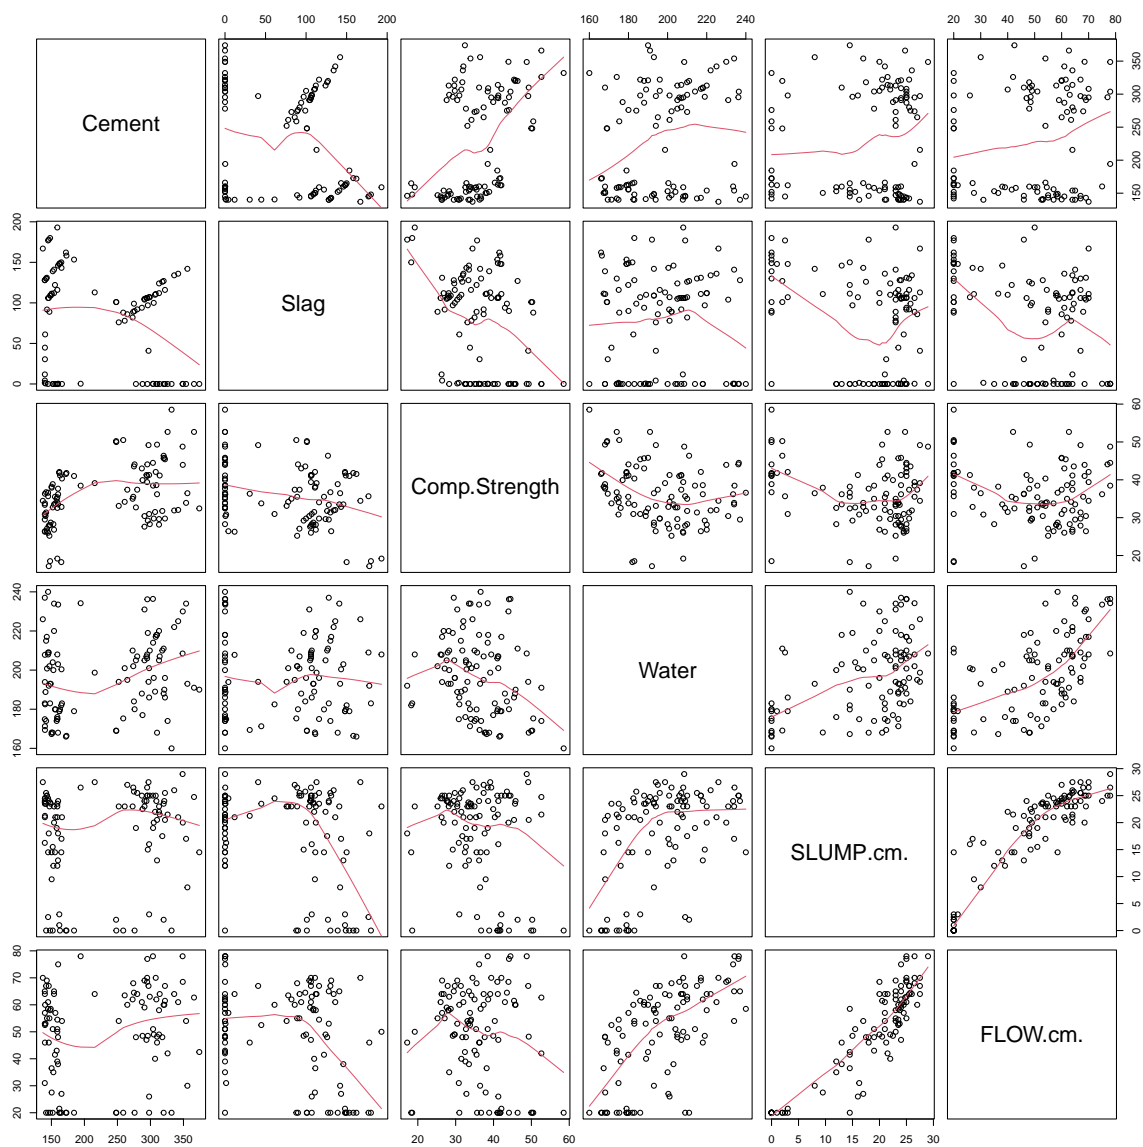 0 50 100 150 200 160 180 200 220 240 20 30 40 50 60 70 80
Cement 150 200 250 300 350
0 50 100 150 200 Slag
Comp.Strength 20 30 40 50 60
160 180 200 220 240 Water
SLUMP.cm. 0 5 10 15 20 25 30
20 30 40 50 60 70 80 FLOW.cm.
150 200 250 300 350 20 30 40 50 60 0 5 10 15 20 25 30